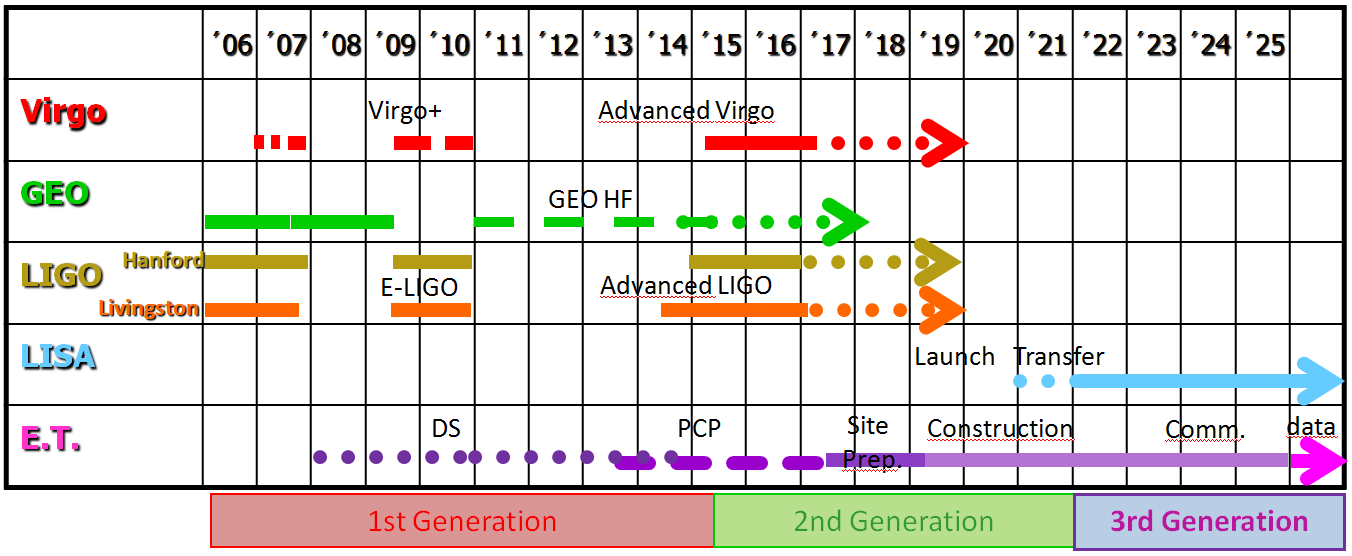 ´06 ´07 ´08 ´09 ´10 ´11 ´12 ´13 ´14 ´15 ´16 ´17 ´18 ´19 ´20 ´21 ´22 ´23 ´24 ´25
Virgo
Virgo+
Advanced Virgo
GEO
GEO HF
LIGO
Hanford
Livingston
E-LIGO
Advanced LIGO
LISA
Launch
Transfer
E.T.
DS
PCP
Site
Prep.
Construction
Comm.
data
1st Generation
2nd Generation
3rd Generation